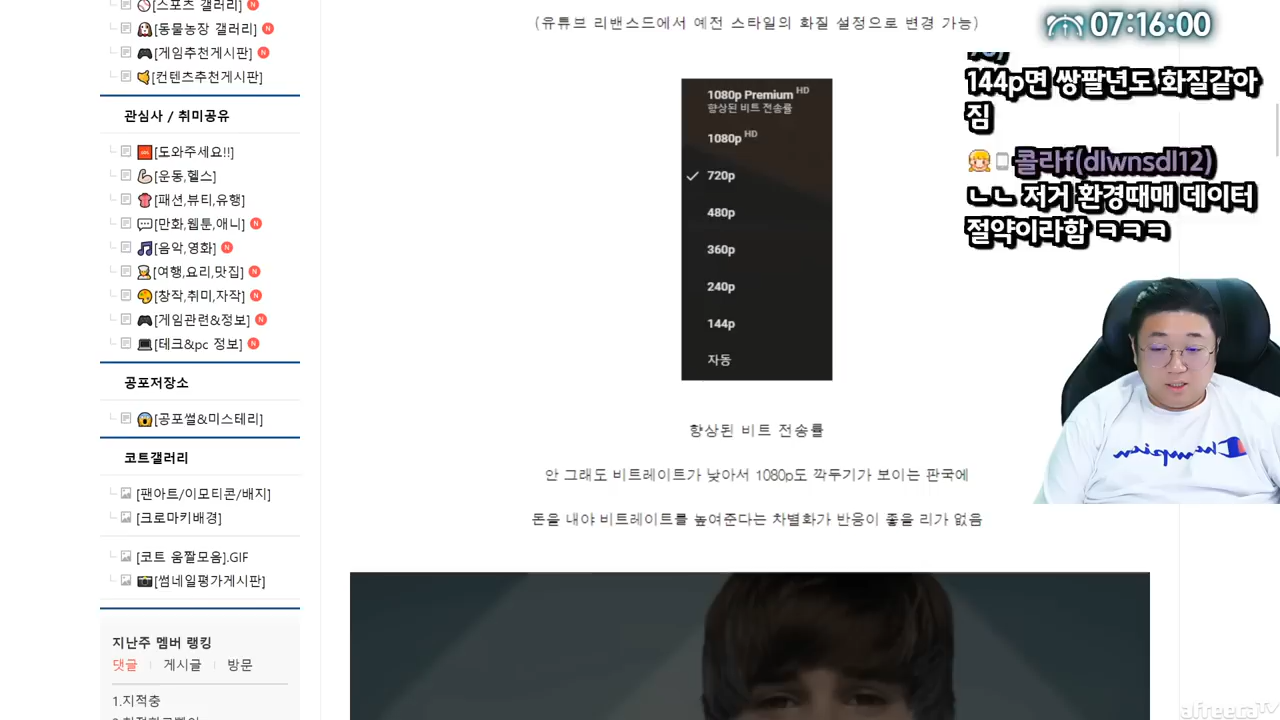 [스포츠 갤러리] N
[동물농장 갤러리] N
[게임추천게시판] N
[컨텐츠추천게시판]
관심사 / 취미공유
[도와주세요!!]
[운동,헬스]
[패션,뷰티,유행]
[만화,웹툰,애니] N
[음악,영화] N
[여행,요리,맛집] N
[창작,취미,자작] N
[게임관련&정보] N
[테크&pc 정보] N
공포저장소
[공포썰&미스테리]
코트갤러리
[팬아트/이모티콘/배지]
[크로마키배경]
[코트 움짤모음].GIF
[썸네일평가게시판]
지난주 멤버 랭킹
댓글 게시글 방문
1.지적충
(유튜브 리밴스드에서 예전 스타일의 화질 설정으로 변경 가능)
1080p Premium HD
향상된 비트 전송률
1080p HD
720p
480p
360p
240p
144p
자동
향상된 비트 전송률
안 그래도 비트레이트가 낮아서 1080p도 깍두기가 보이는 판국에
돈을 내야 비트레이트를 높여준다는 차별화가 반응이 좋을 리가 없음
07:16:00
144p면 쌍팔년도 화질같아
짐
콜라f(dlwnsdl12)
ㄴㄴ 저거 환경때매 데이터
절약이라함 ㅋㅋㅋ
Champion
afreecaTV